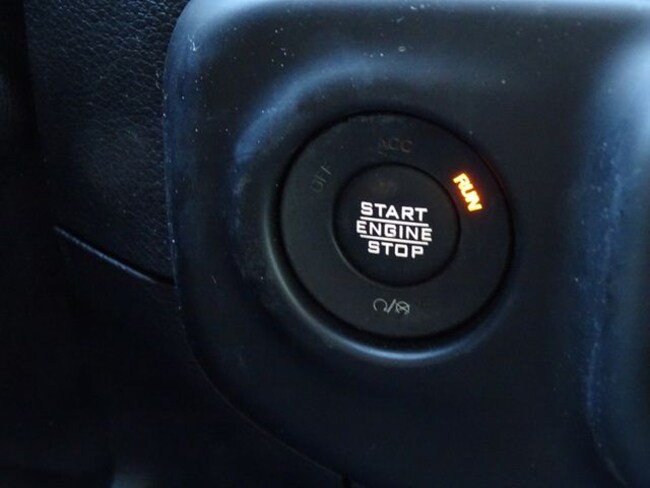 OFF
ACC
RUN
START
ENGINE
STOP